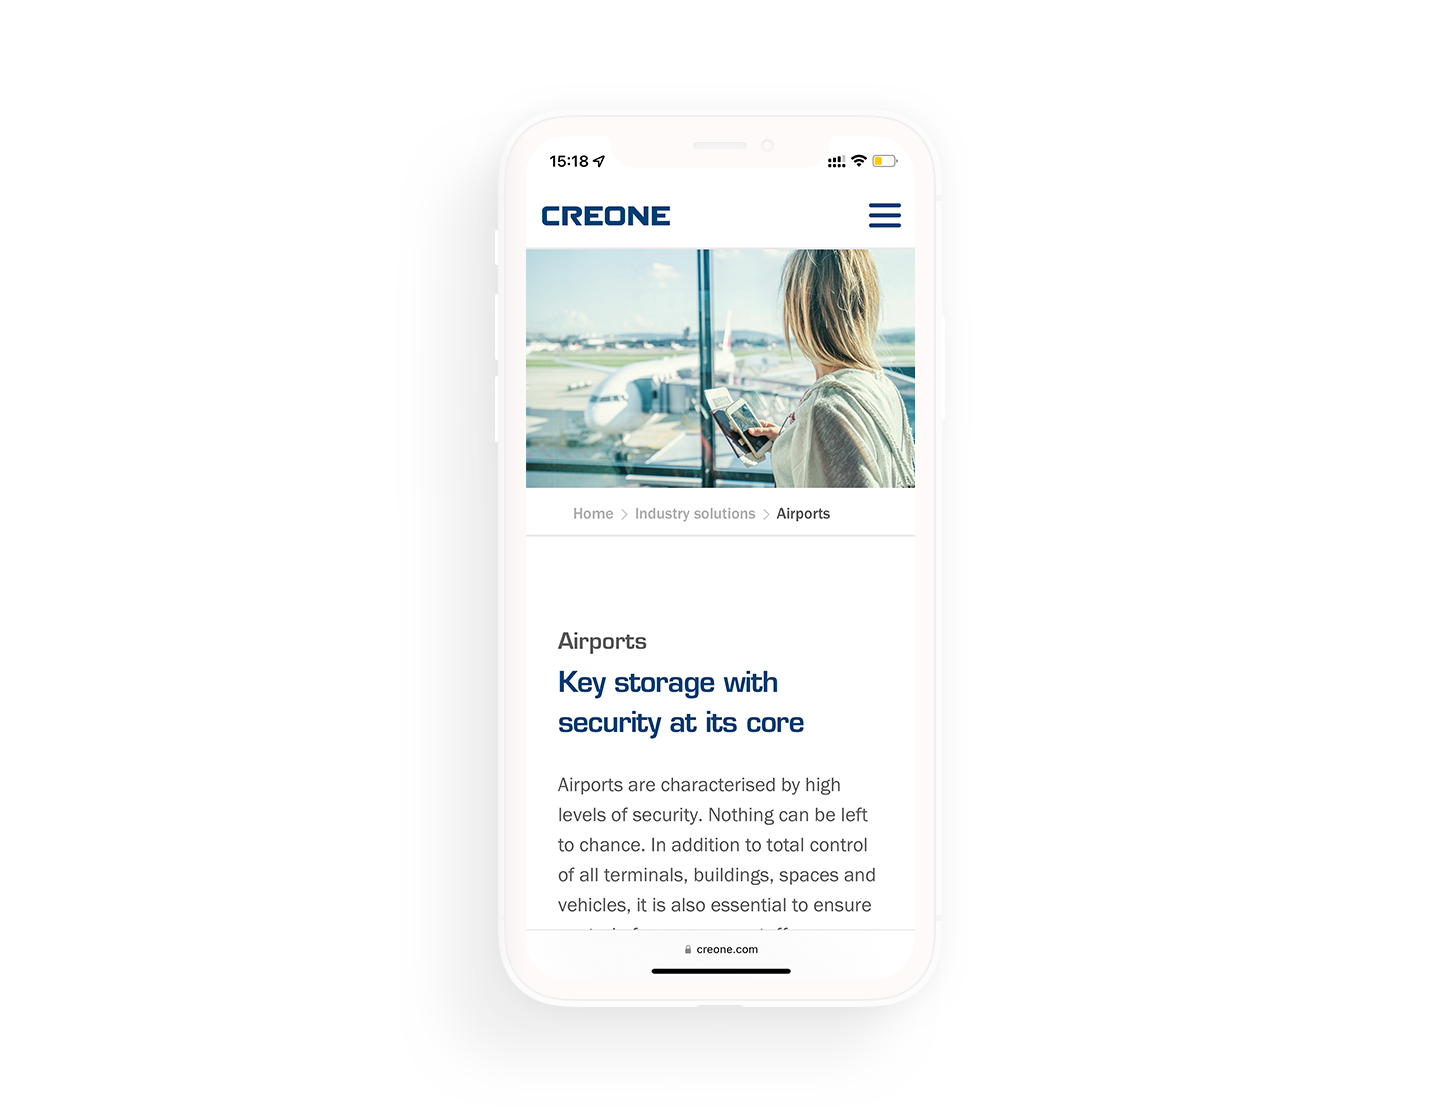 15:18
CREONE
Home > Industry solutions > Airports
Airports
Key storage with
security at its core
Airports are characterised by high
levels of security. Nothing can be left
to chance. In addition to total control
of all terminals, buildings, spaces and
vehicles, it is also essential to ensure
creone.com